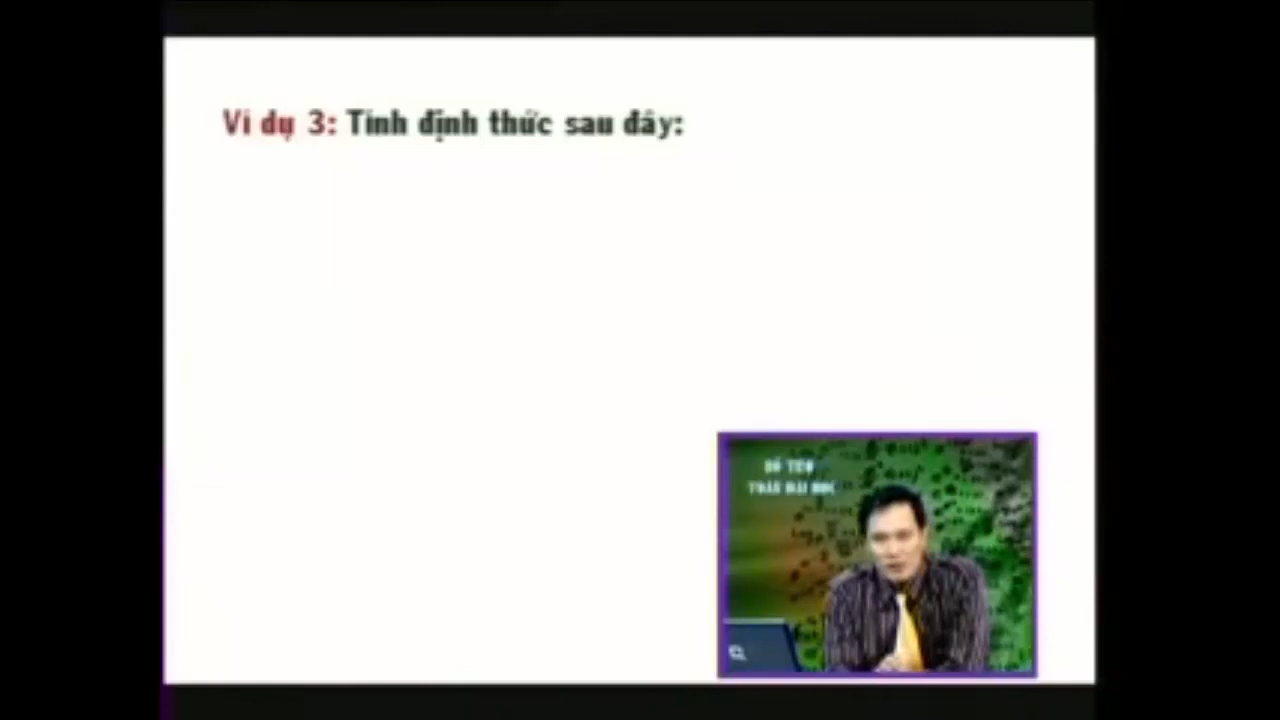 Ví dụ 3: Tính định thức sau đây: